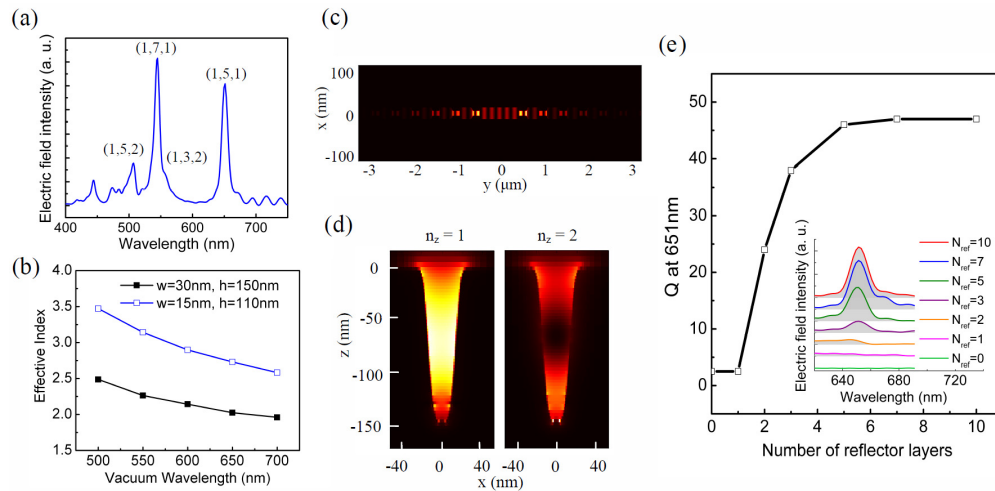 (a)
(1,7,1)
(1,5,1)
(1,5,2)
(1,3,2)
Electric field intensity (a. u.)
400 500 600 700
Wavelength (nm)
(b)
4.0
3.5
3.0
2.5
2.0
1.5
w=30nm, h=150nm
w=15nm, h=110nm
Effective Index
500 550 600 650 700
Vacuum Wavelength (nm)
(c)
100
0
-100
x (nm)
-3 -2 -1 0 1 2 3
y (μm)
(d)
n_z = 1 n_z = 2
0
-50
-100
-150
z (nm)
-40 0 40 -40 0 40
x (nm)
(e)
50
40
30
20
10
0
Q at 651nm
0 2 4 6 8 10
Number of reflector layers
Electric field intensity (a. u.)
640 680 720
Wavelength (nm)
N_ref=10
N_ref=7
N_ref=5
N_ref=3
N_ref=2
N_ref=1
N_ref=0